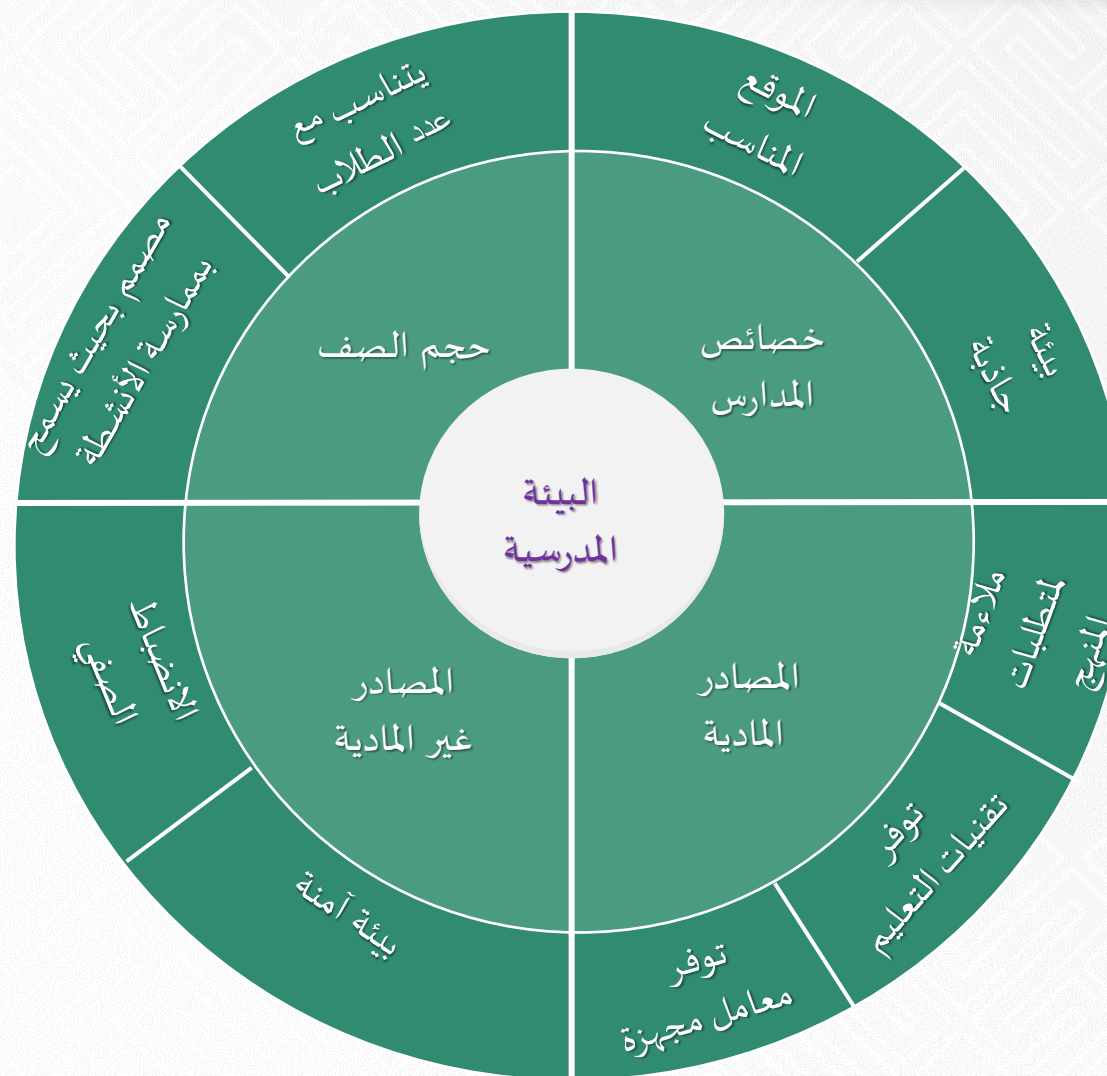 البيئة
المدرسية
خصائص
المدارس
الموقع
المناسب
بيئة
جاذبة
المصادر
المادية
ملاءمة
لمتطلبات
المنهج
توفر
تقنيات التعليم
توفر
معامل مجهزة
المصادر
غير المادية
بيئة آمنة
الانضباط
الصفي
حجم الصف
مصمم بحيث يسمح
بممارسة الأنشطة
يتناسب مع
عدد الطلاب